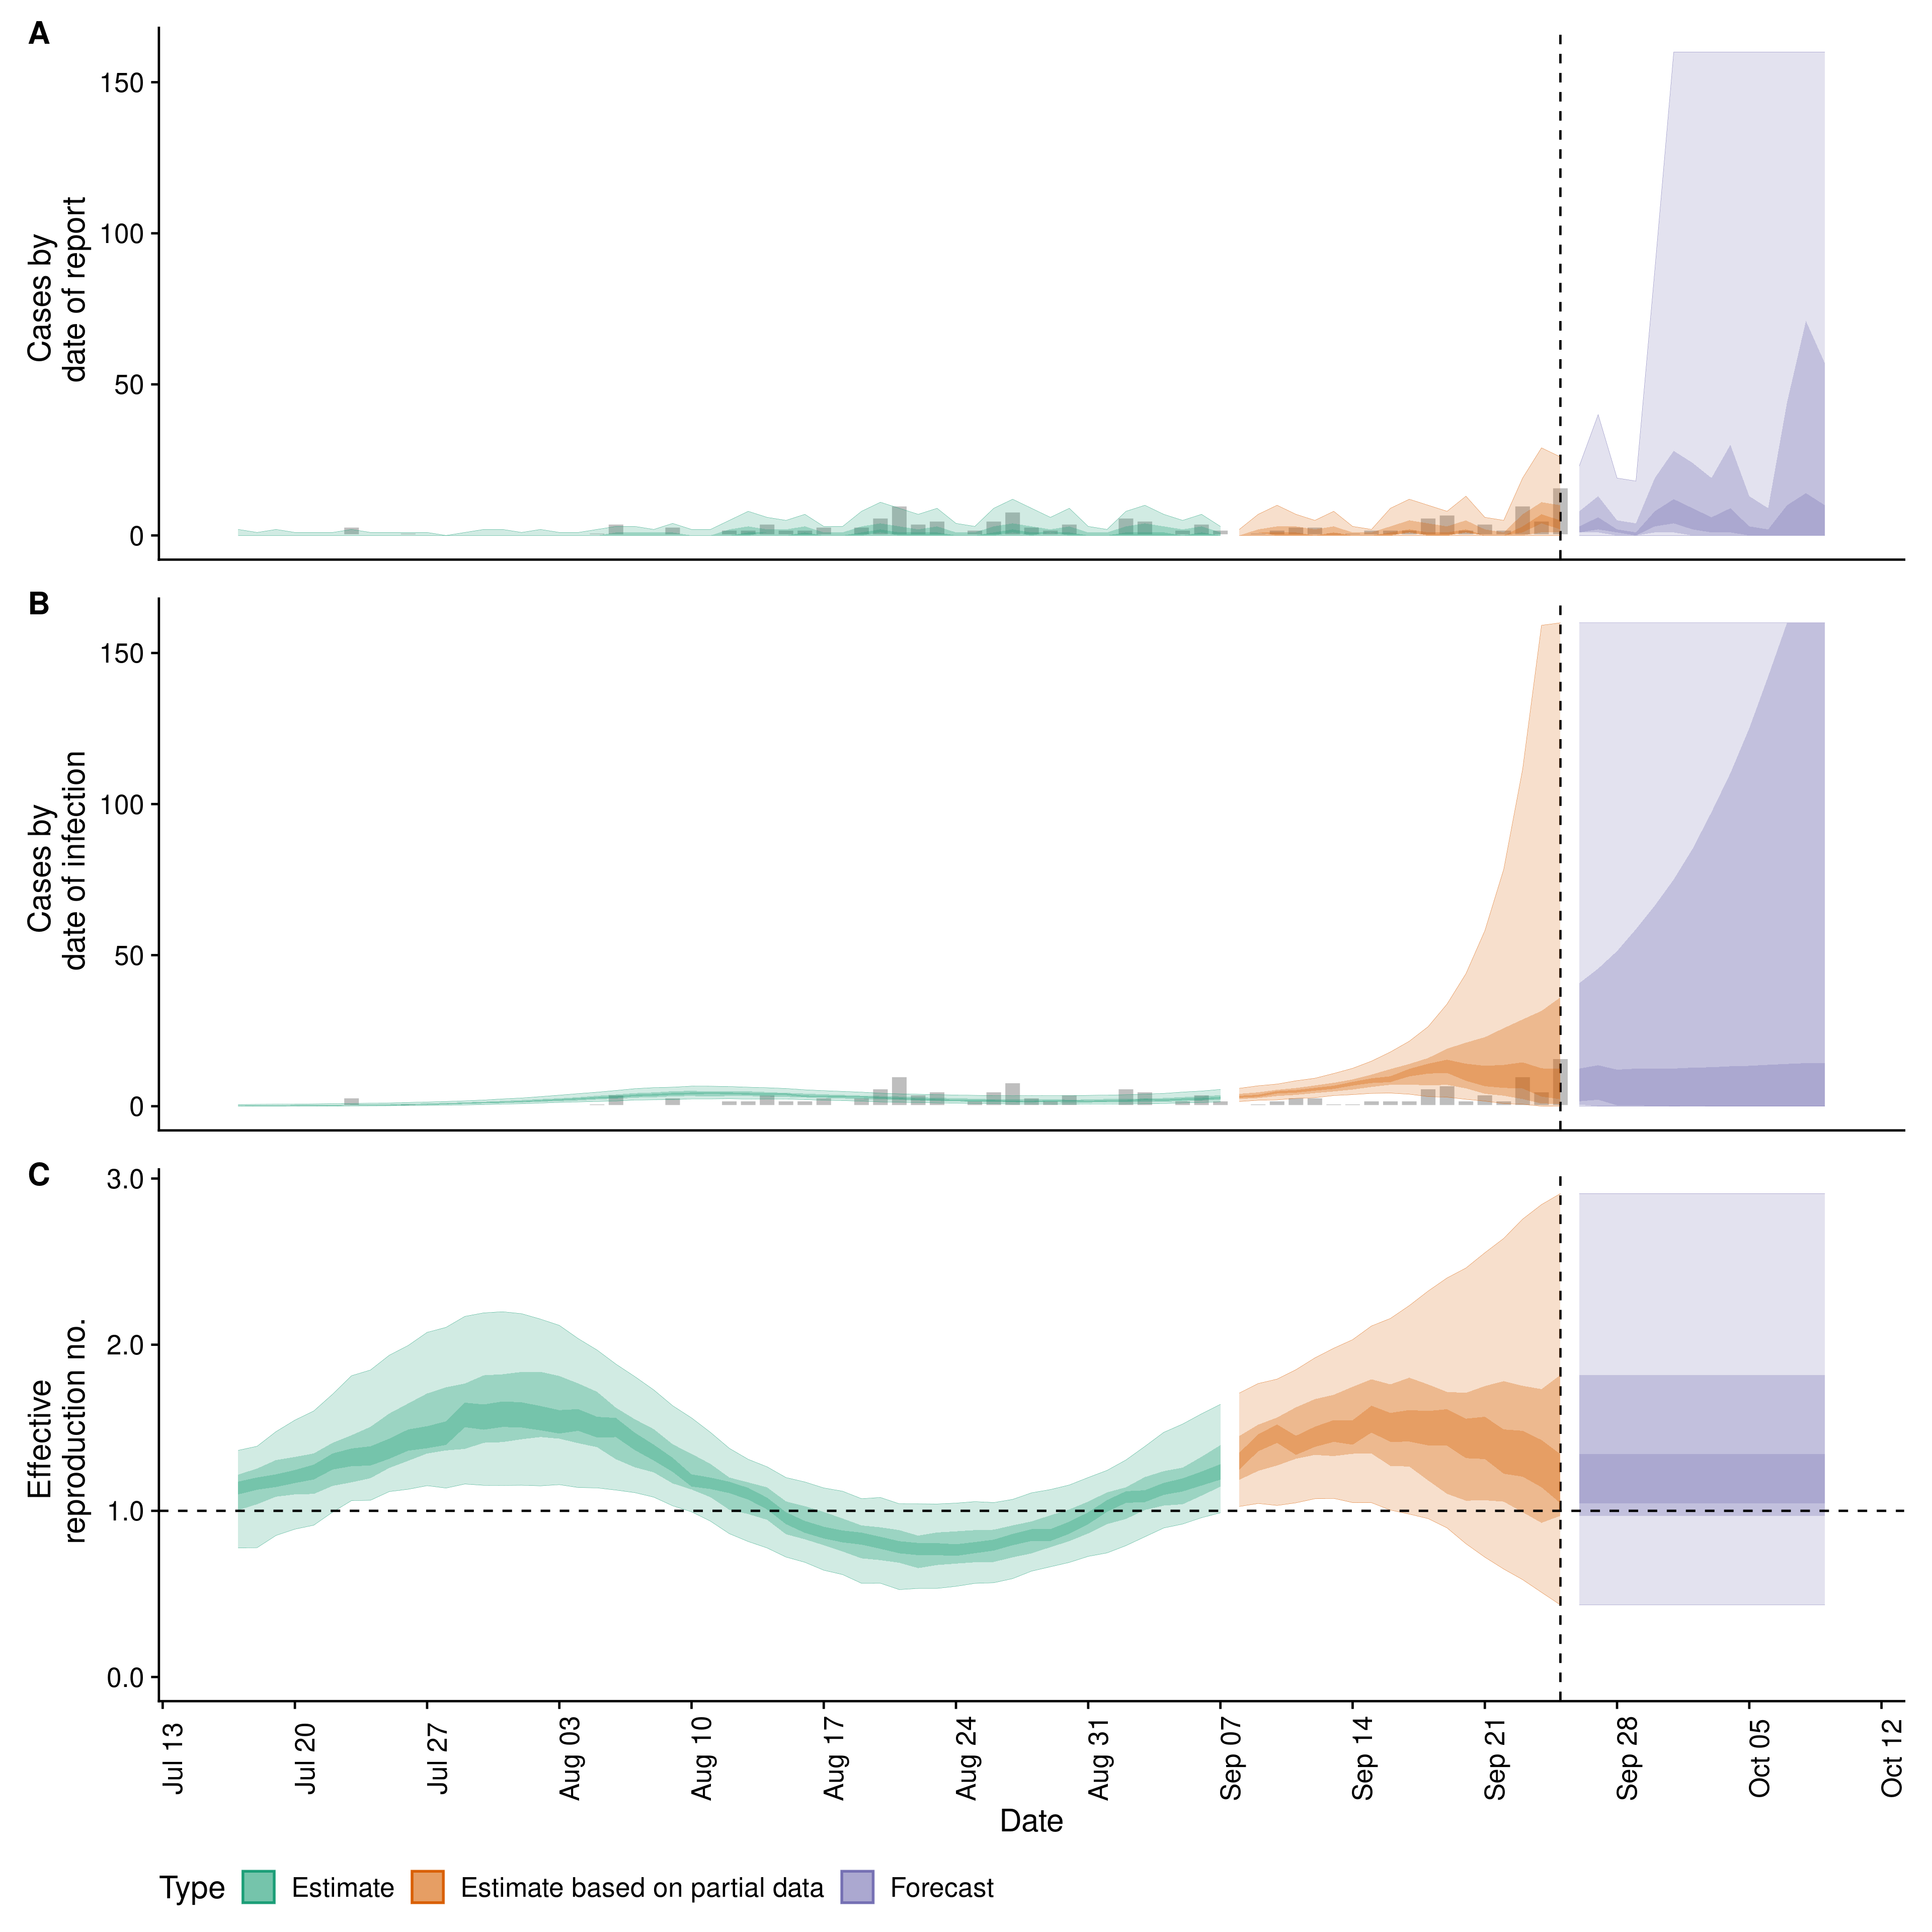 A
150
100
50
0
Cases by
date of report
B
150
100
50
0
Cases by
date of infection
C
3.0
2.0
1.0
0.0
Effective
reproduction no.
Jul 13
Jul 20
Jul 27
Aug 03
Aug 10
Aug 17
Aug 24
Aug 31
Sep 07
Sep 14
Sep 21
Sep 28
Oct 05
Oct 12
Date
Type Estimate Estimate based on partial data Forecast